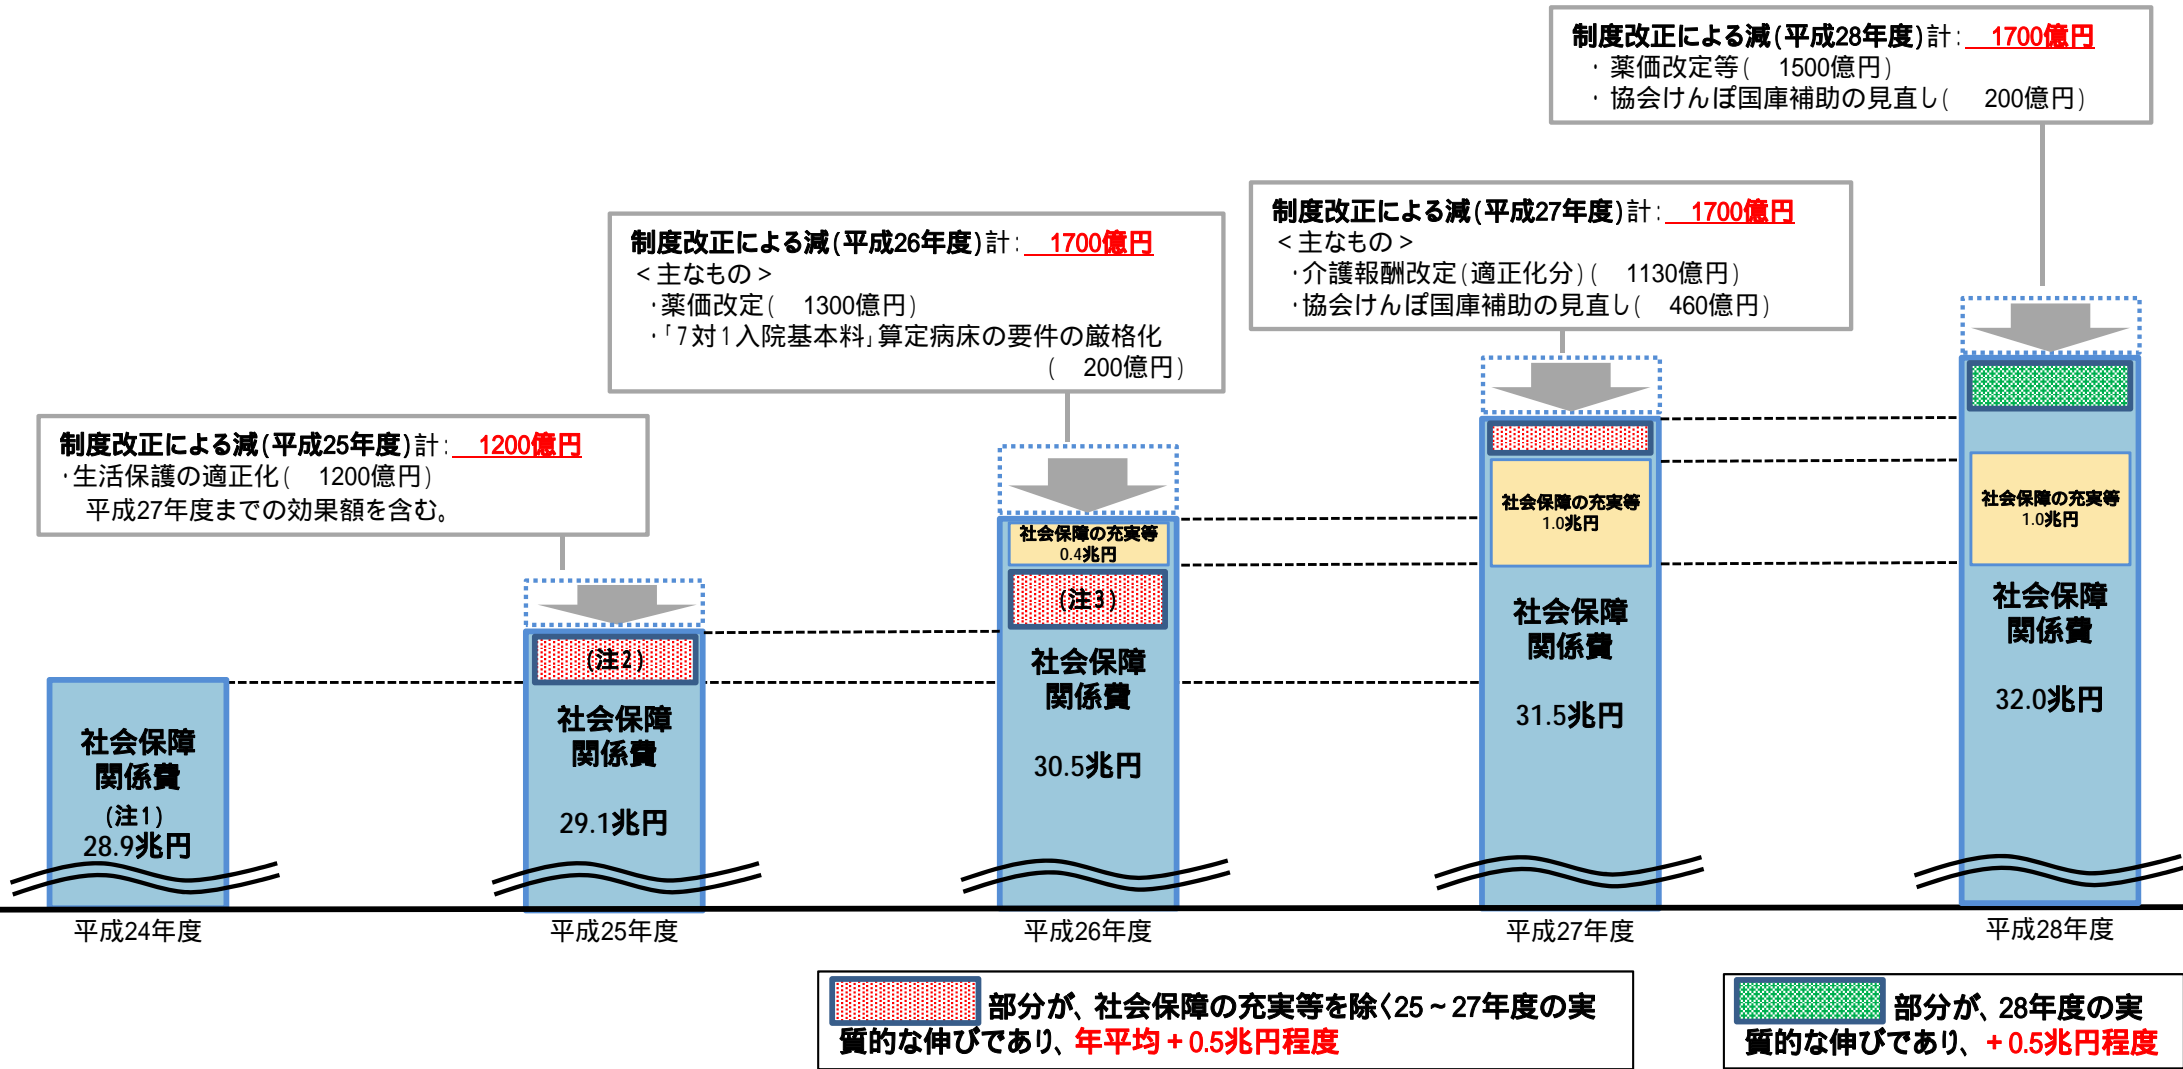 制度改正による減(平成28年度)計: 1700億円
・薬価改定等( 1500億円)
・協会けんぽ国庫補助の見直し( 200億円)
制度改正による減(平成27年度)計: 1700億円
<主なもの>
・介護報酬改定(適正化分)( 1130億円)
・協会けんぽ国庫補助の見直し( 460億円)
制度改正による減(平成26年度)計: 1700億円
<主なもの>
・薬価改定( 1300億円)
・「7対1入院基本料」算定病床の要件の厳格化
( 200億円)
制度改正による減(平成25年度)計: 1200億円
・生活保護の適正化( 1200億円)
平成27年度までの効果額を含む。
社会保障
関係費
(注1)
28.9兆円
(注2)
社会保障
関係費
29.1兆円
社会保障の充実等
0.4兆円
(注3)
社会保障
関係費
30.5兆円
社会保障の充実等
1.0兆円
社会保障
関係費
31.5兆円
社会保障の充実等
1.0兆円
社会保障
関係費
32.0兆円
平成24年度
平成25年度
平成26年度
平成27年度
平成28年度
部分が、社会保障の充実等を除く25~27年度の実
質的な伸びであり、年平均+0.5兆円程度
部分が、28年度の実
質的な伸びであり、+0.5兆円程度